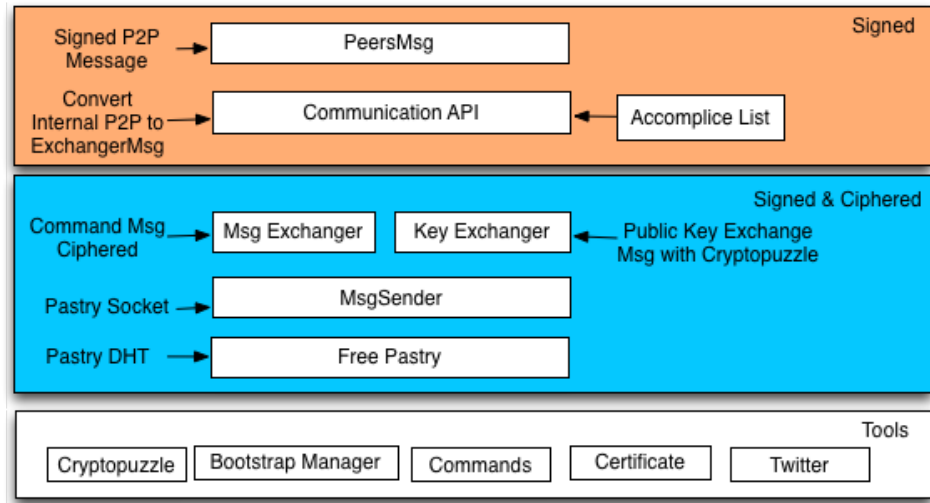 Signed
Signed P2P
Message
PeersMsg
Convert
Internal P2P to
ExchangerMsg
Communication API
Accomplice List
Signed & Ciphered
Command Msg
Ciphered
Msg Exchanger
Key Exchanger
Public Key Exchange
Msg with Cryptopuzzle
Pastry Socket
MsgSender
Pastry DHT
Free Pastry
Tools
Cryptopuzzle
Bootstrap Manager
Commands
Certificate
Twitter